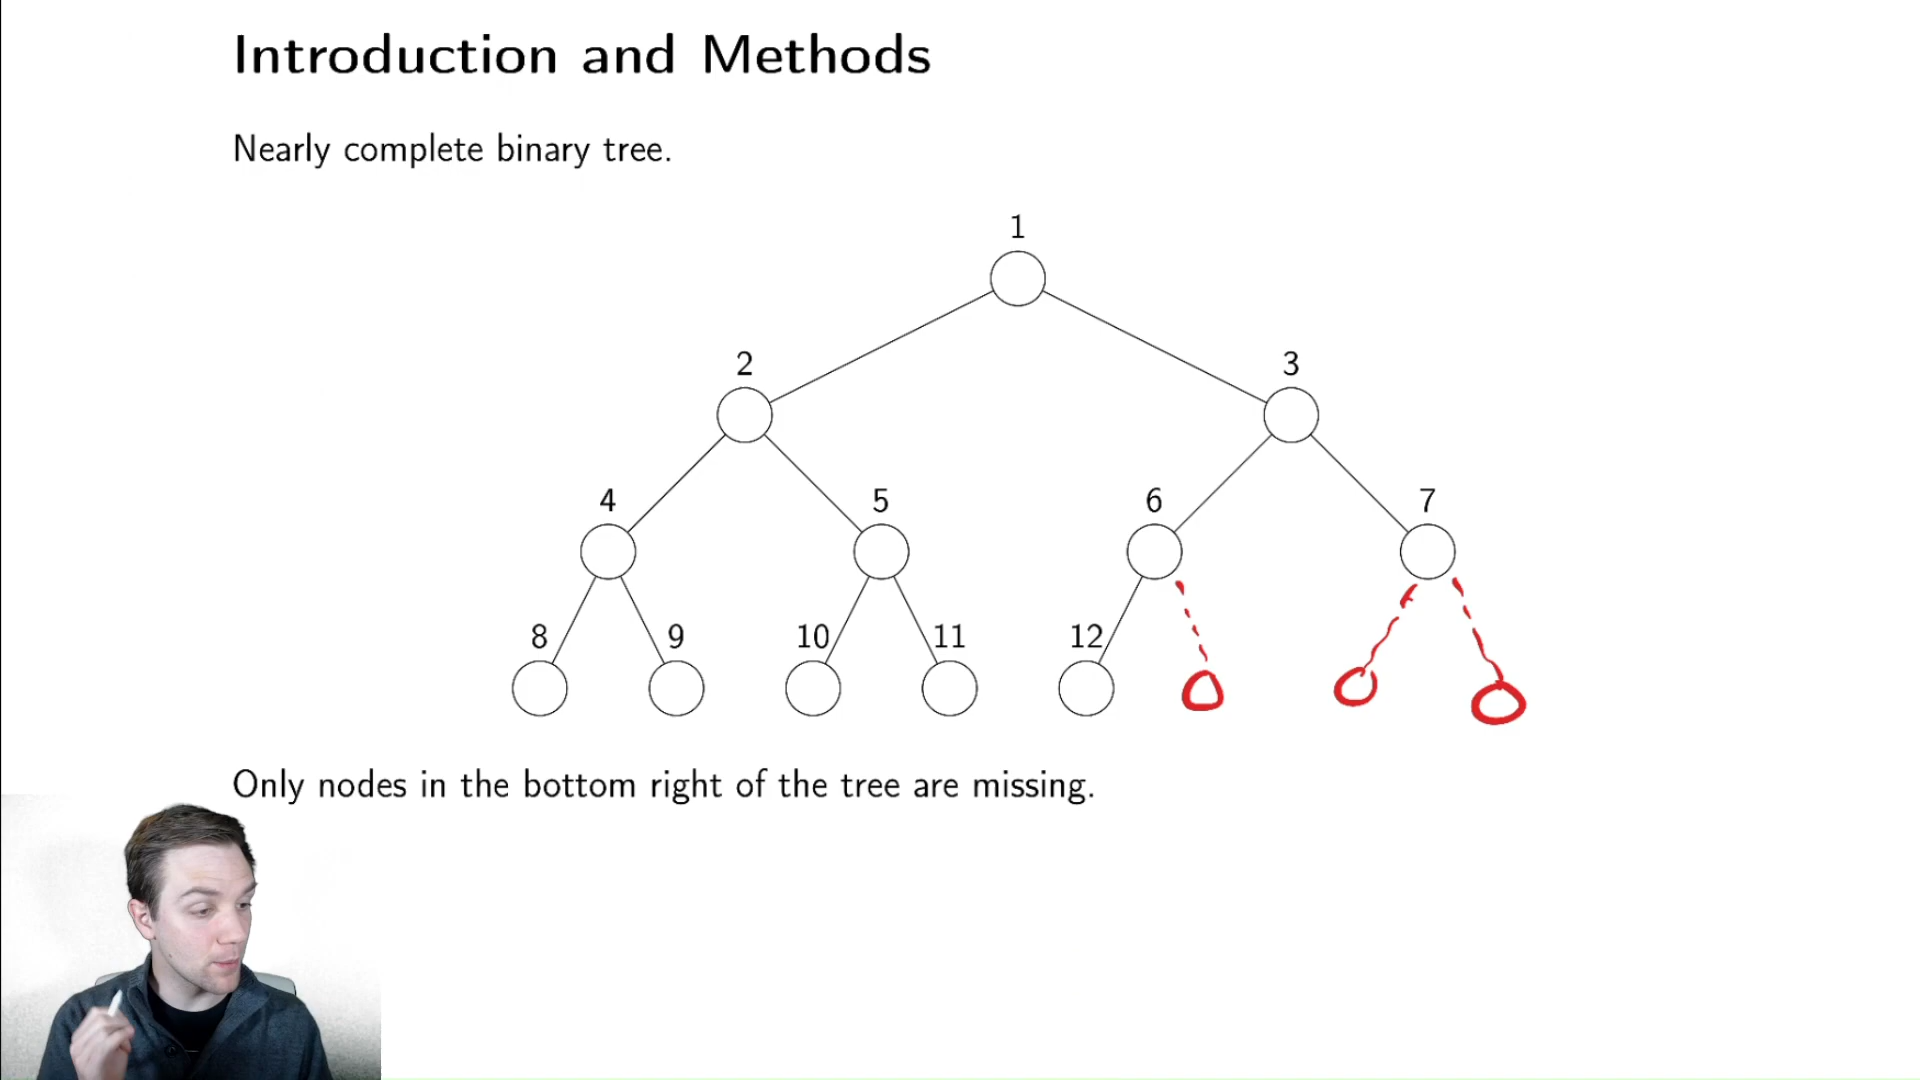 Introduction and Methods
Nearly complete binary tree.
1
2 3
4 5 6 7
8 9 10 11 12
Only nodes in the bottom right of the tree are missing.